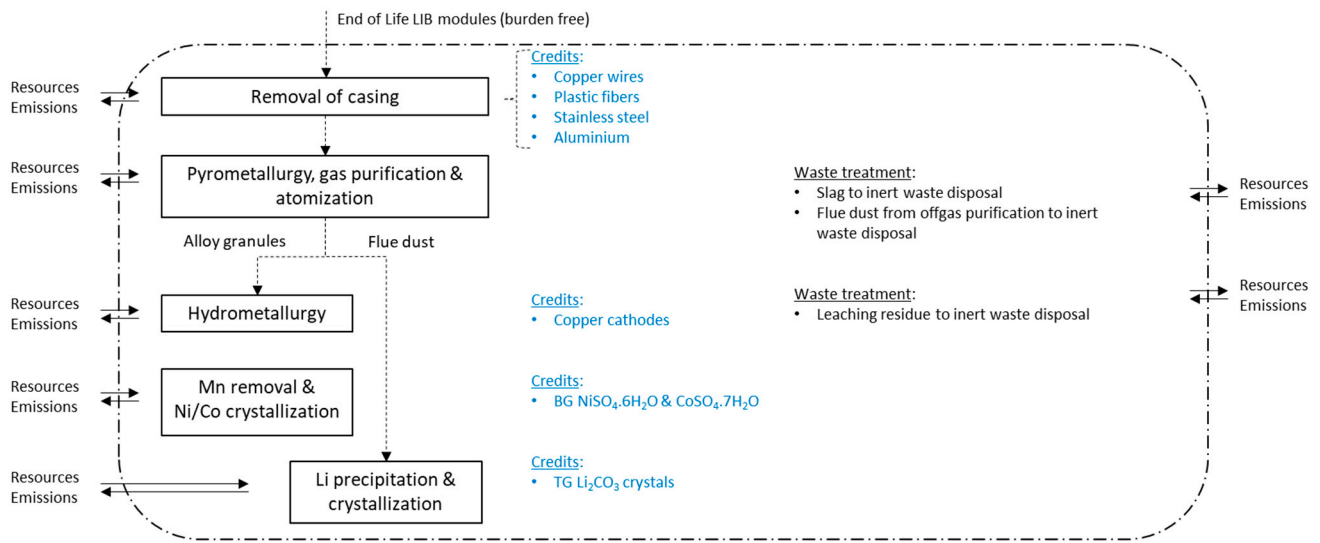 End of Life LIB modules (burden free)
Resources
Emissions
Removal of casing
Credits:
• Copper wires
• Plastic fibers
• Stainless steel
• Aluminium
Resources
Emissions
Pyrometallurgy, gas purification &
atomization
Waste treatment:
• Slag to inert waste disposal
• Flue dust from offgas purification to inert
waste disposal
Resources
Emissions
Alloy granules
Flue dust
Resources
Emissions
Hydrometallurgy
Credits:
• Copper cathodes
Waste treatment:
• Leaching residue to inert waste disposal
Resources
Emissions
Resources
Emissions
Mn removal &
Ni/Co crystallization
Credits:
• BG NiSO₄.6H₂O & CoSO₄.7H₂O
Resources
Emissions
Li precipitation &
crystallization
Credits:
• TG Li₂CO₃ crystals